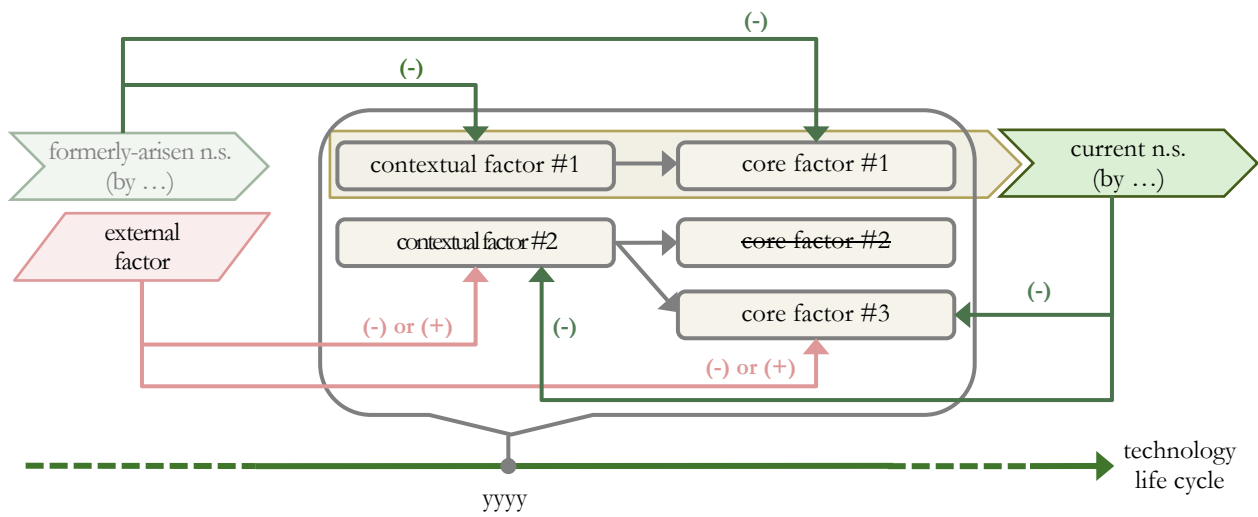 (-)
(-)
formerly-arisen n.s.
(by …)
contextual factor #1
core factor #1
current n.s.
(by …)
external
factor
contextual factor #2
core factor #2
core factor #3
(-) or (+)
(-)
(-)
(-) or (+)
technology
life cycle
yyyy